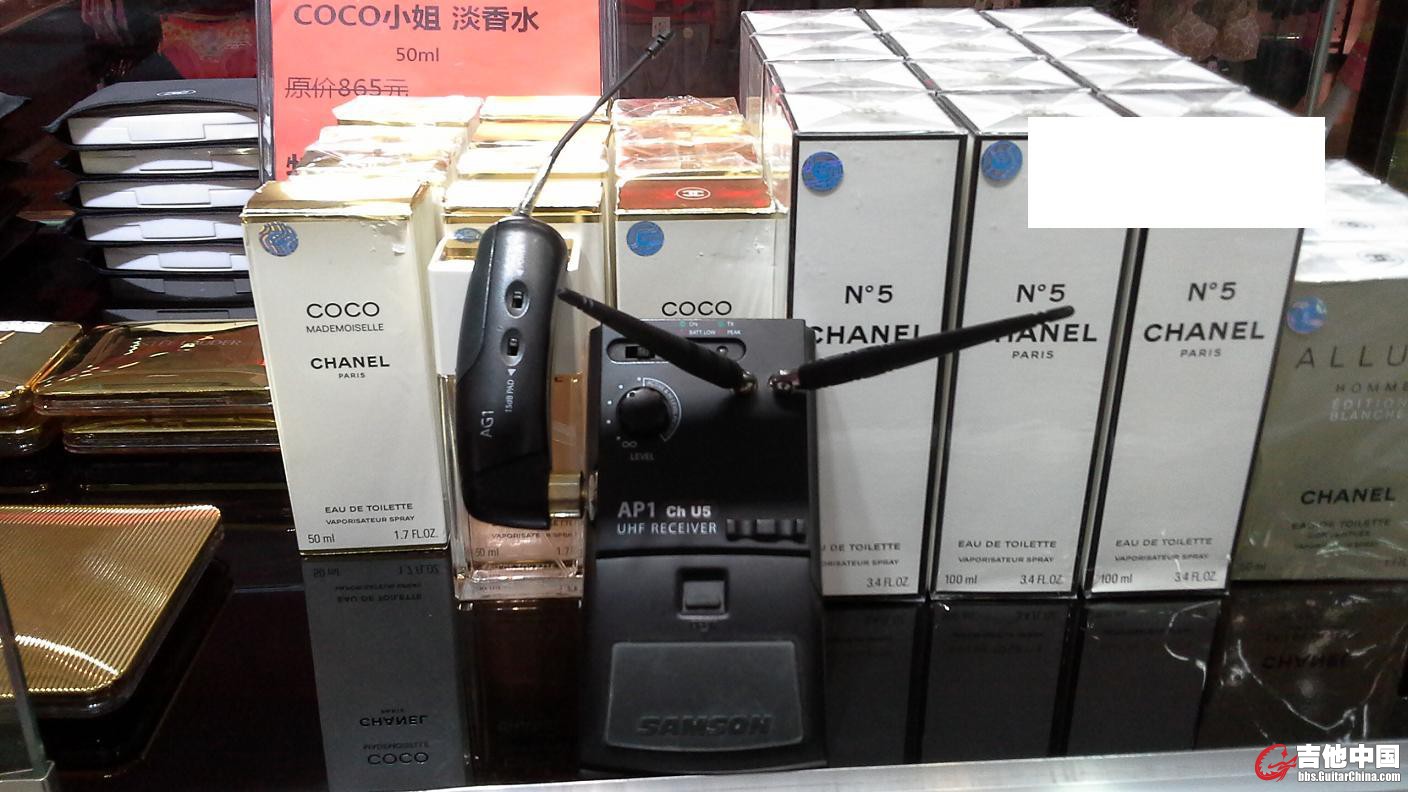 COCO小姐 淡香水
50ml
原价865元
COCO
MADEMOISELLE
CHANEL
PARIS
EAU DE TOILETTE
VAPORISATEUR SPRAY
50 ml 1.7 FL.OZ.
COCO
50 ml 1.7
N°5
CHANEL
DE TOILETTE
3.4 FL.OZ
N°5
CHANEL
PARIS
EAU DE TOILETTE
VAPORISATEUR SPRAY
100 ml 3.4 FL.OZ
N°5
CHANEL
PARIS
EAU DE TOILETTE
VAPORISATEUR SPRAY
100 ml 3.4 FL.OZ
ALLU
HOMME
ÉDITION
BLANCHE
CHANEL
EAU DE TOILETTE
AG1
15dB PAD
ON TX
BATT LOW PEAK
LEVEL
AP1 Ch U5
UHF RECEIVER
SAMSON
吉他中国
bbs.GuitarChina.com